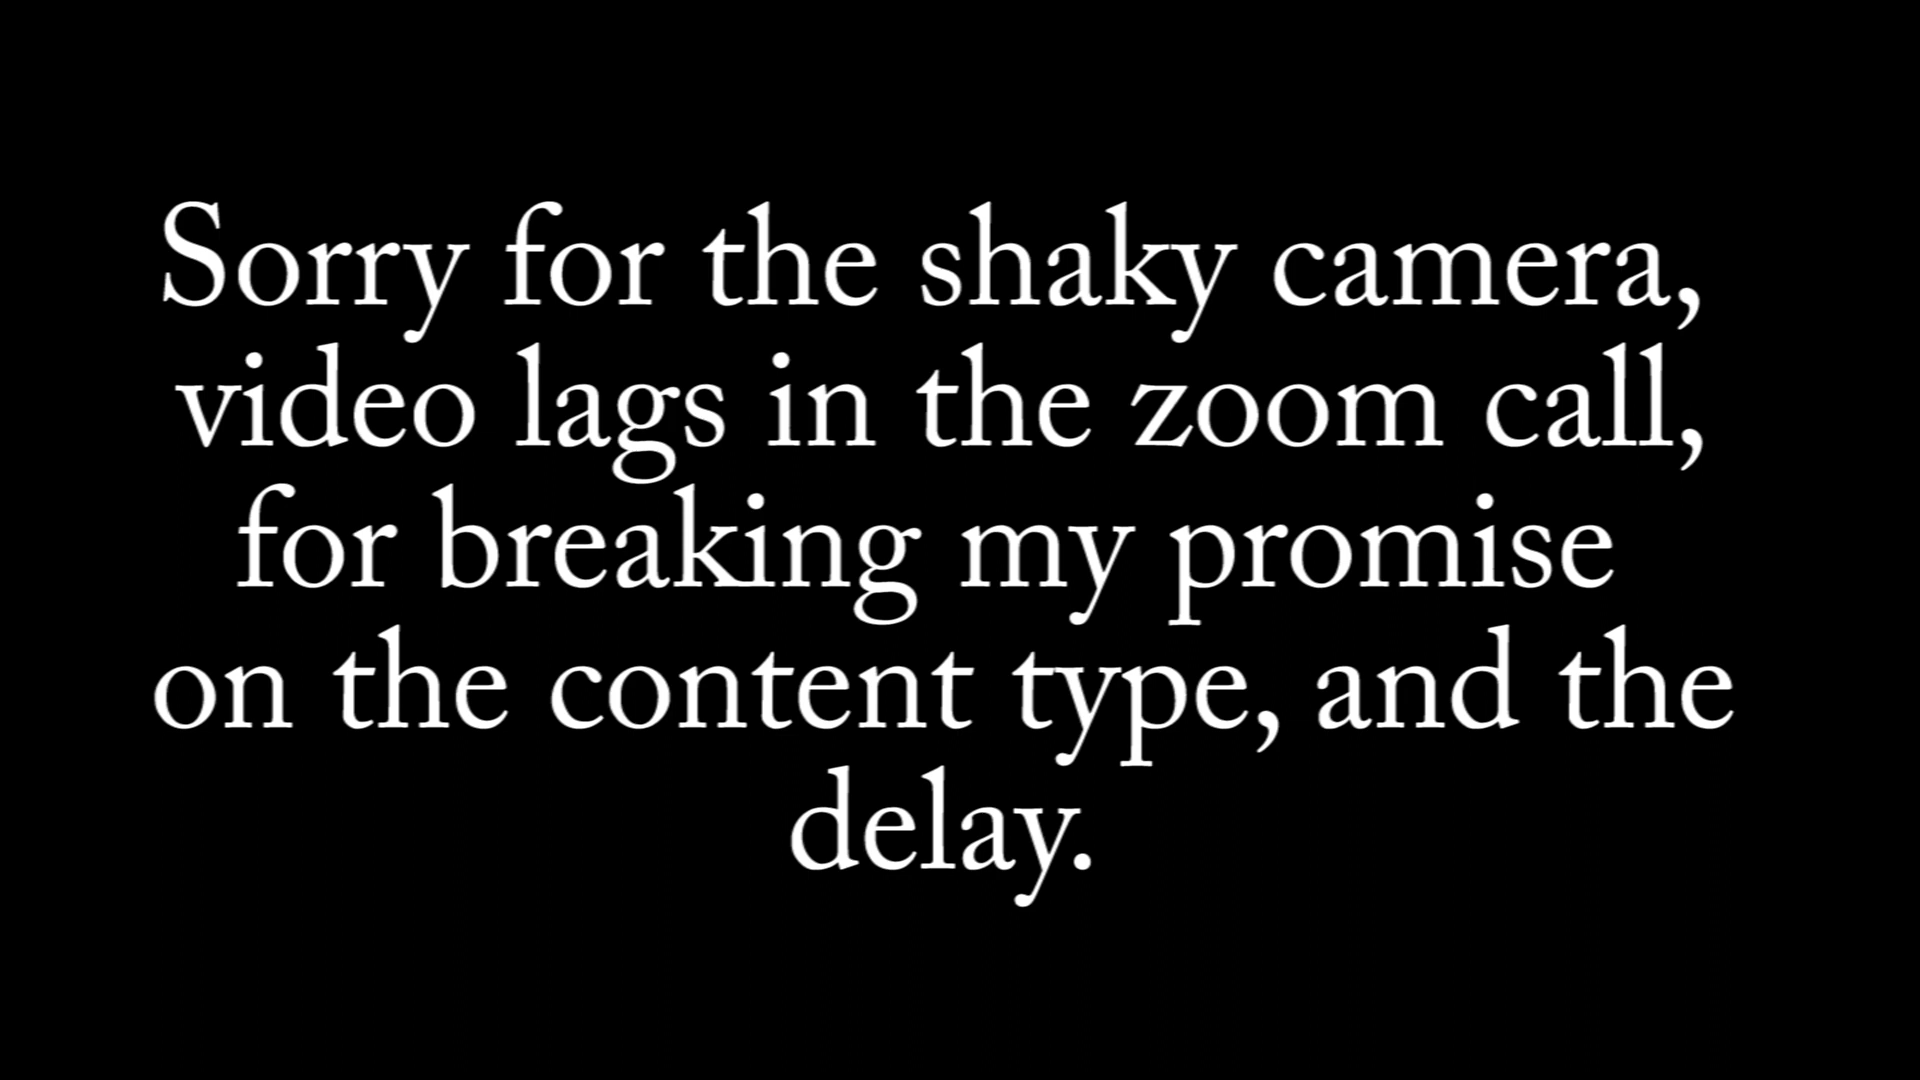 Sorry for the shaky camera,
video lags in the zoom call,
for breaking my promise
on the content type, and the
delay.